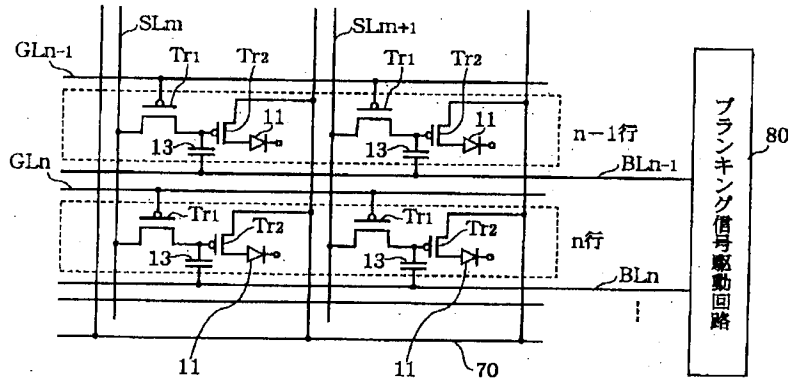 SLm
SLm+1
80
GLn-1
Tr1
Tr2
Tr1
Tr2
11
11
n−1行
13
13
GLn
BLn-1
Tr1
Tr2
Tr1
Tr2
n行
13
13
BLn
11
11
70
ブランキング信号駆動回路